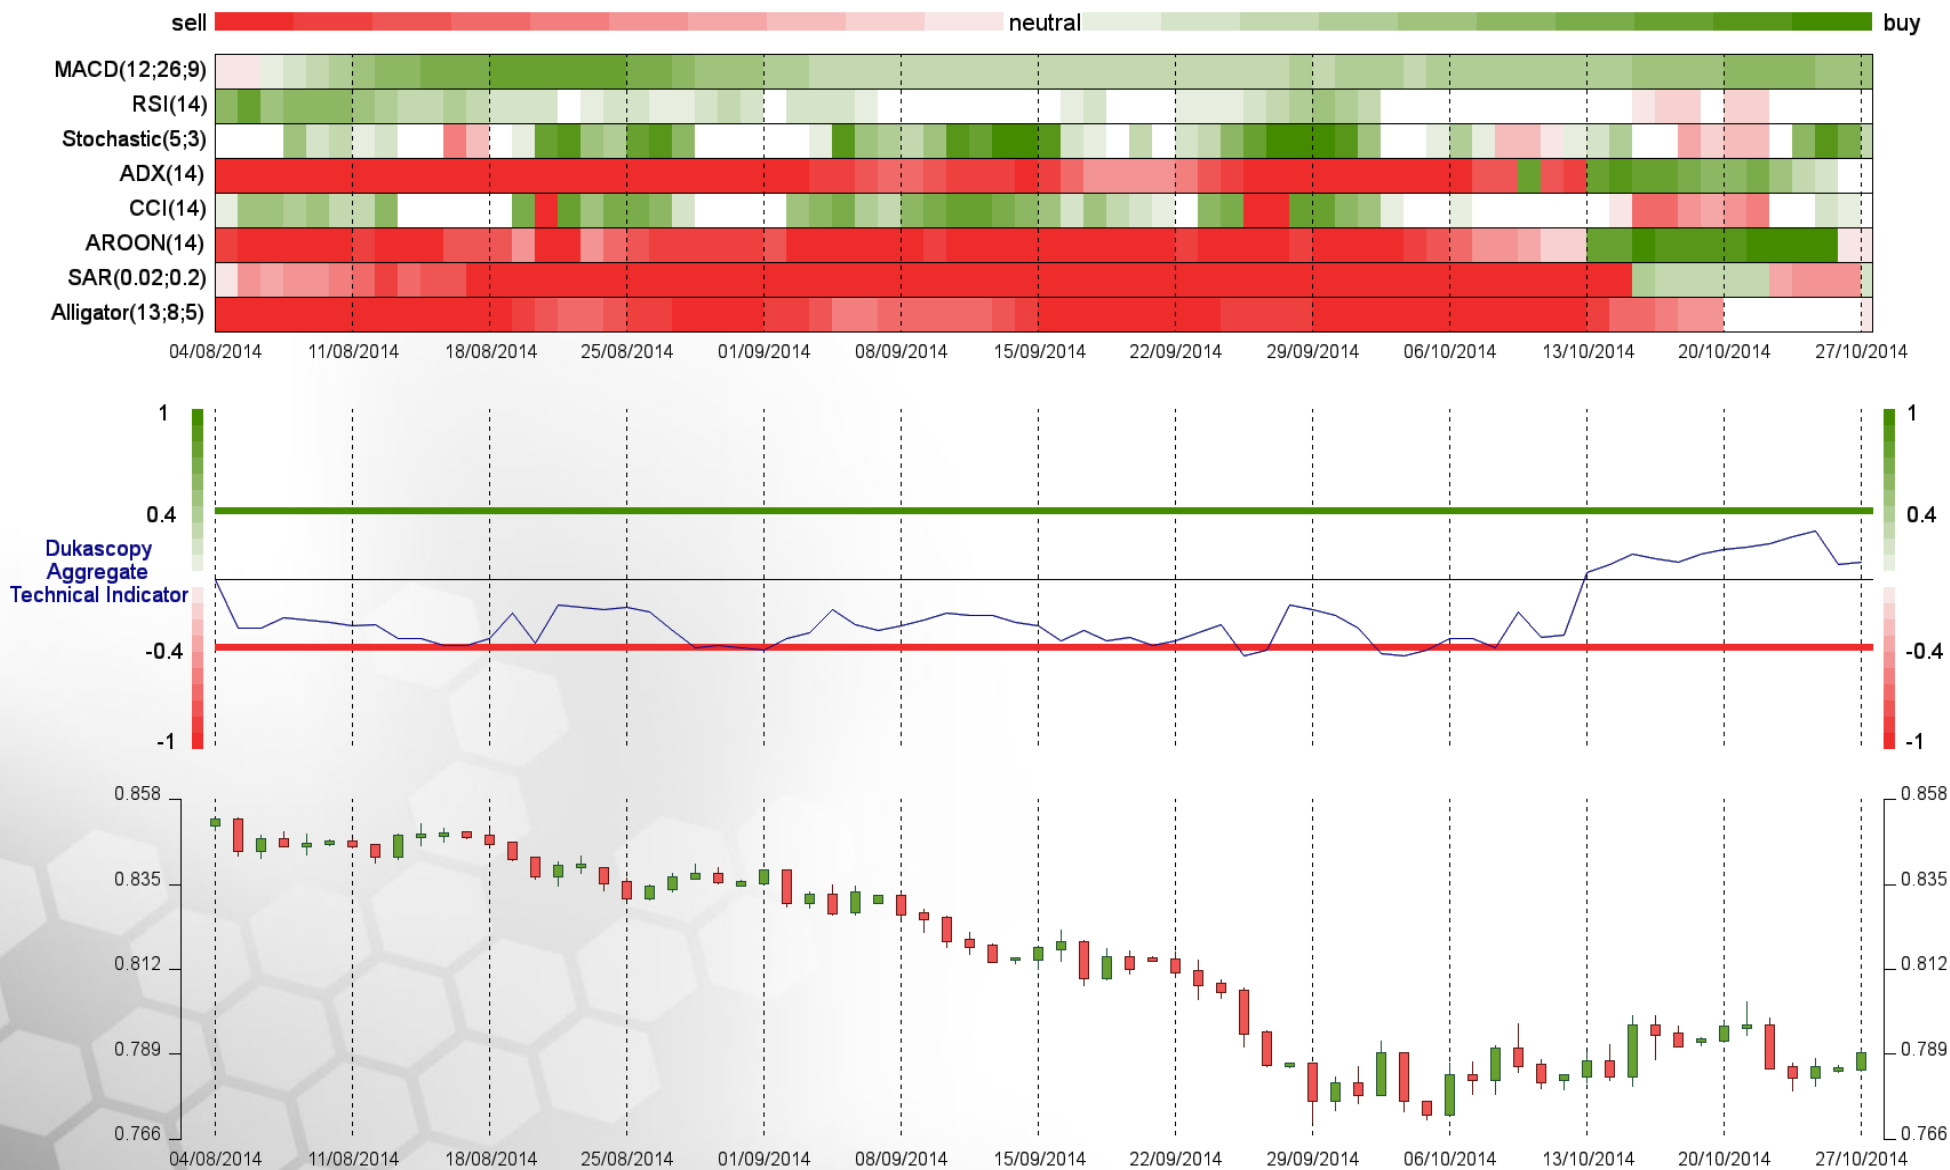 sell neutral buy
MACD(12;26;9)
RSI(14)
Stochastic(5;3)
ADX(14)
CCI(14)
AROON(14)
SAR(0.02;0.2)
Alligator(13;8;5)
04/08/2014 11/08/2014 18/08/2014 25/08/2014 01/09/2014 08/09/2014 15/09/2014 22/09/2014 29/09/2014 06/10/2014 13/10/2014 20/10/2014 27/10/2014
1 1
0.4 0.4
Dukascopy
Aggregate
Technical Indicator
-0.4 -0.4
-1 -1
0.858 0.858
0.835 0.835
0.812 0.812
0.789 0.789
0.766 0.766
04/08/2014 11/08/2014 18/08/2014 25/08/2014 01/09/2014 08/09/2014 15/09/2014 22/09/2014 29/09/2014 06/10/2014 13/10/2014 20/10/2014 27/10/2014